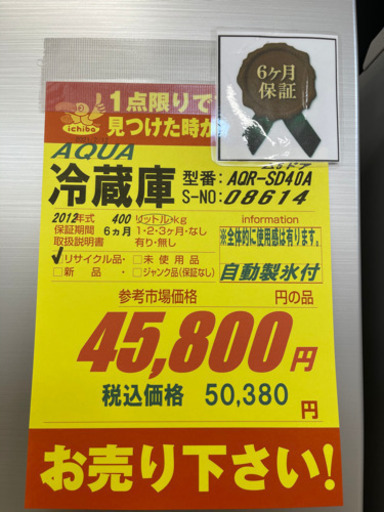 ichiba
1点限りで
見つけた時が
6ヶ月
保証
AQUA
冷蔵庫
型番: AQR-SD40A
S-NO: 08614
2012年式 400 リットル・kg
information
保証期間 6ヵ月 1・2・3ヶ月・なし
※全体的に使用感は有ります。
取扱説明書 有り・無し
✓リサイクル品・ □未使用品
□新品・ □ジャンク品(保証なし)
自動製氷付
参考市場価格 円の品
45,800円
税込価格 50,380円
お売り下さい!